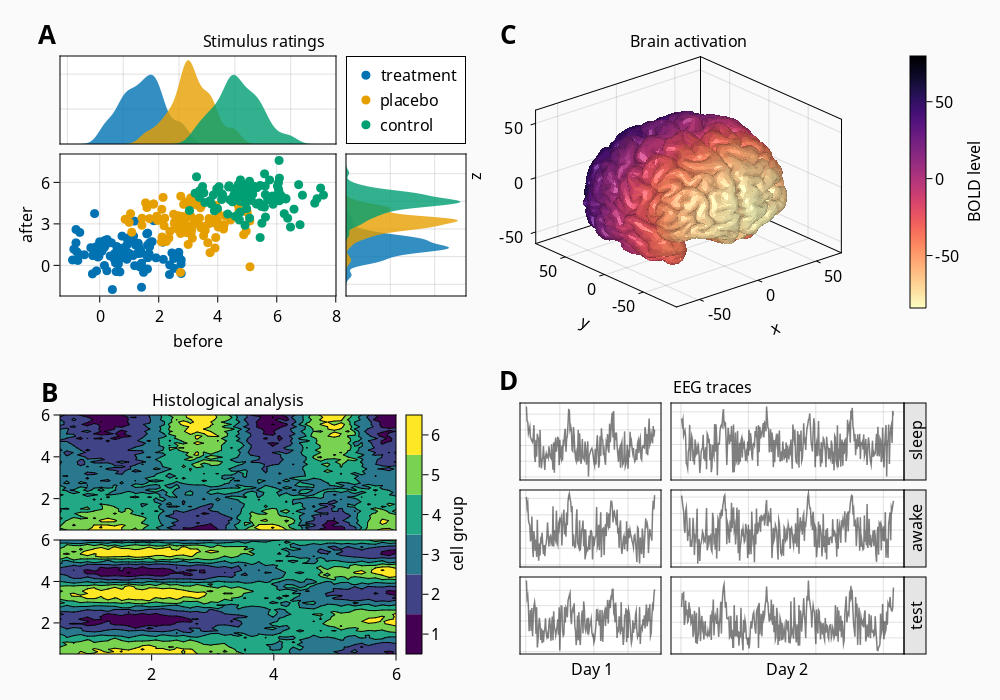 A
Stimulus ratings
treatment
placebo
control
6
3
0
after
0
2
4
6
8
before
C
Brain activation
z
50
0
-50
50
0
-50
y
-50
0
50
x
50
0
-50
BOLD level
B
Histological analysis
6
4
2
6
4
2
2
4
6
6
5
4
3
2
1
cell group
D
EEG traces
sleep
awake
test
Day 1
Day 2